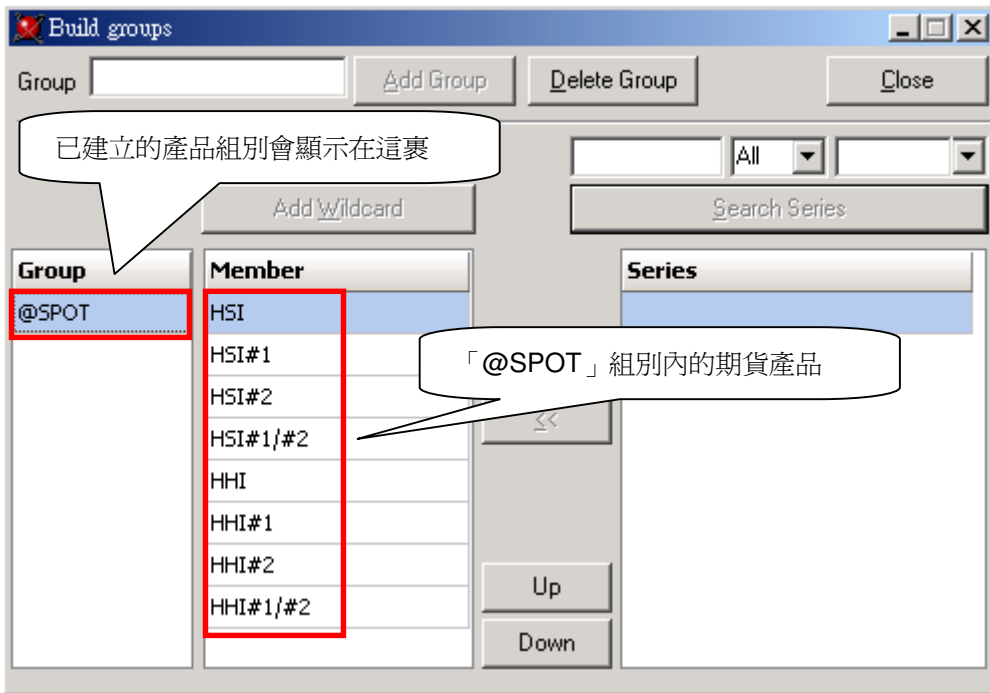 Build groups
Group
Add Group
Delete Group
Close
已建立的產品組別會顯示在這裹
All
Add Wildcard
Search Series
Group
Member
Series
@SPOT
HSI
HSI#1
「@SPOT」組別內的期貨產品
HSI#2
<<
HSI#1/#2
HHI
HHI#1
HHI#2
Up
HHI#1/#2
Down